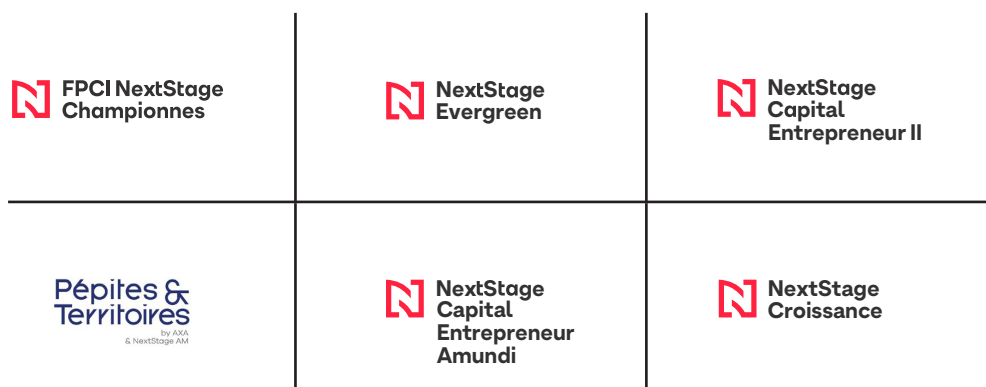 FPCI NextStage
Championnes
NextStage
Evergreen
NextStage
Capital
Entrepreneur II
Pépites &
Territoires
by AXA
& NextStage AM
NextStage
Capital
Entrepreneur
Amundi
NextStage
Croissance